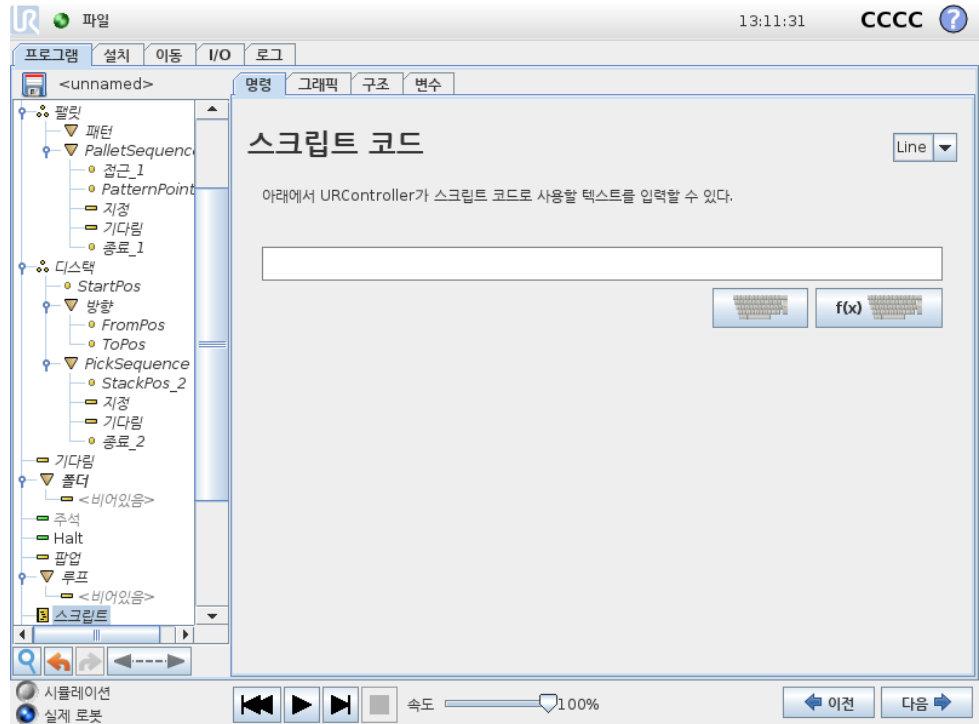 UR 파일 13:11:31 CCCC ?
프로그램 설치 이동 I/O 로그
<unnamed>
명령 그래픽 구조 변수
팔릿
패턴
PalletSequenc
접근_1
PatternPoint
지정
기다림
종료_1
디스택
StartPos
방향
FromPos
ToPos
PickSequence
StackPos_2
지정
기다림
종료_2
기다림
폴더
<비어있음>
주석
Halt
팝업
루프
<비어있음>
스크립트
스크립트 코드
Line
아래에서 URController가 스크립트 코드로 사용할 텍스트를 입력할 수 있다.
f(x)
시뮬레이션
실제 로봇
속도 100%
이전 다음